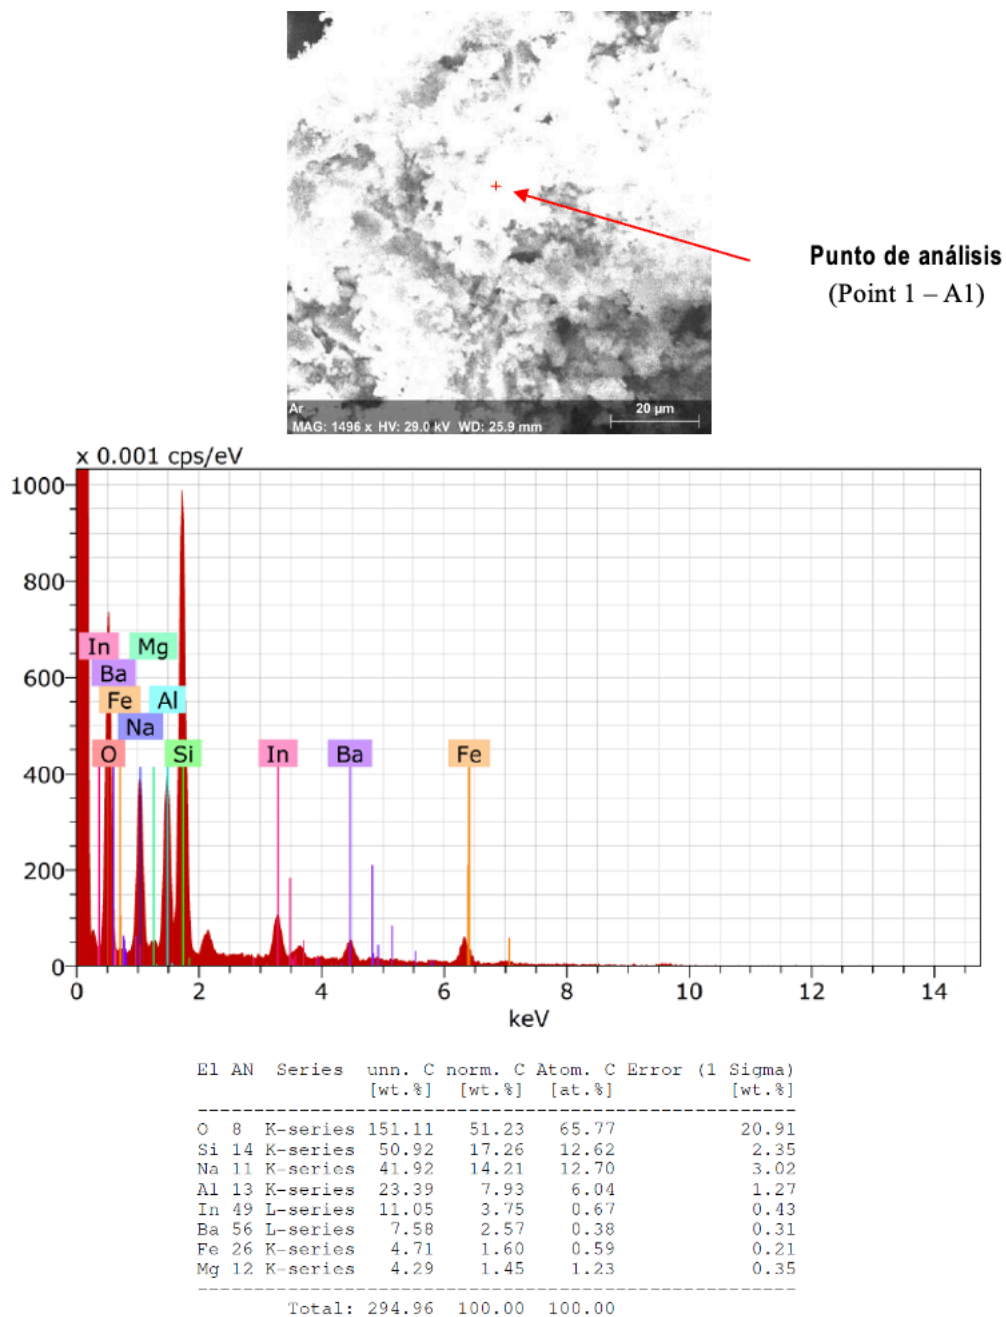 Punto de análisis
(Point 1 – A1)
Ar
20 µm
MAG: 1496 x HV: 29.0 kV WD: 25.9 mm
x 0.001 cps/eV
1000
800
600
400
200
0
In Mg
Ba
Fe Al
Na
O Si In Ba Fe
0 2 4 6 8 10 12 14
keV
El AN Series unn. C norm. C Atom. C Error (1 Sigma)
[wt.%] [wt.%] [at.%] [wt.%]
O 8 K-series 151.11 51.23 65.77 20.91
Si 14 K-series 50.92 17.26 12.62 2.35
Na 11 K-series 41.92 14.21 12.70 3.02
Al 13 K-series 23.39 7.93 6.04 1.27
In 49 L-series 11.05 3.75 0.67 0.43
Ba 56 L-series 7.58 2.57 0.38 0.31
Fe 26 K-series 4.71 1.60 0.59 0.21
Mg 12 K-series 4.29 1.45 1.23 0.35
Total: 294.96 100.00 100.00